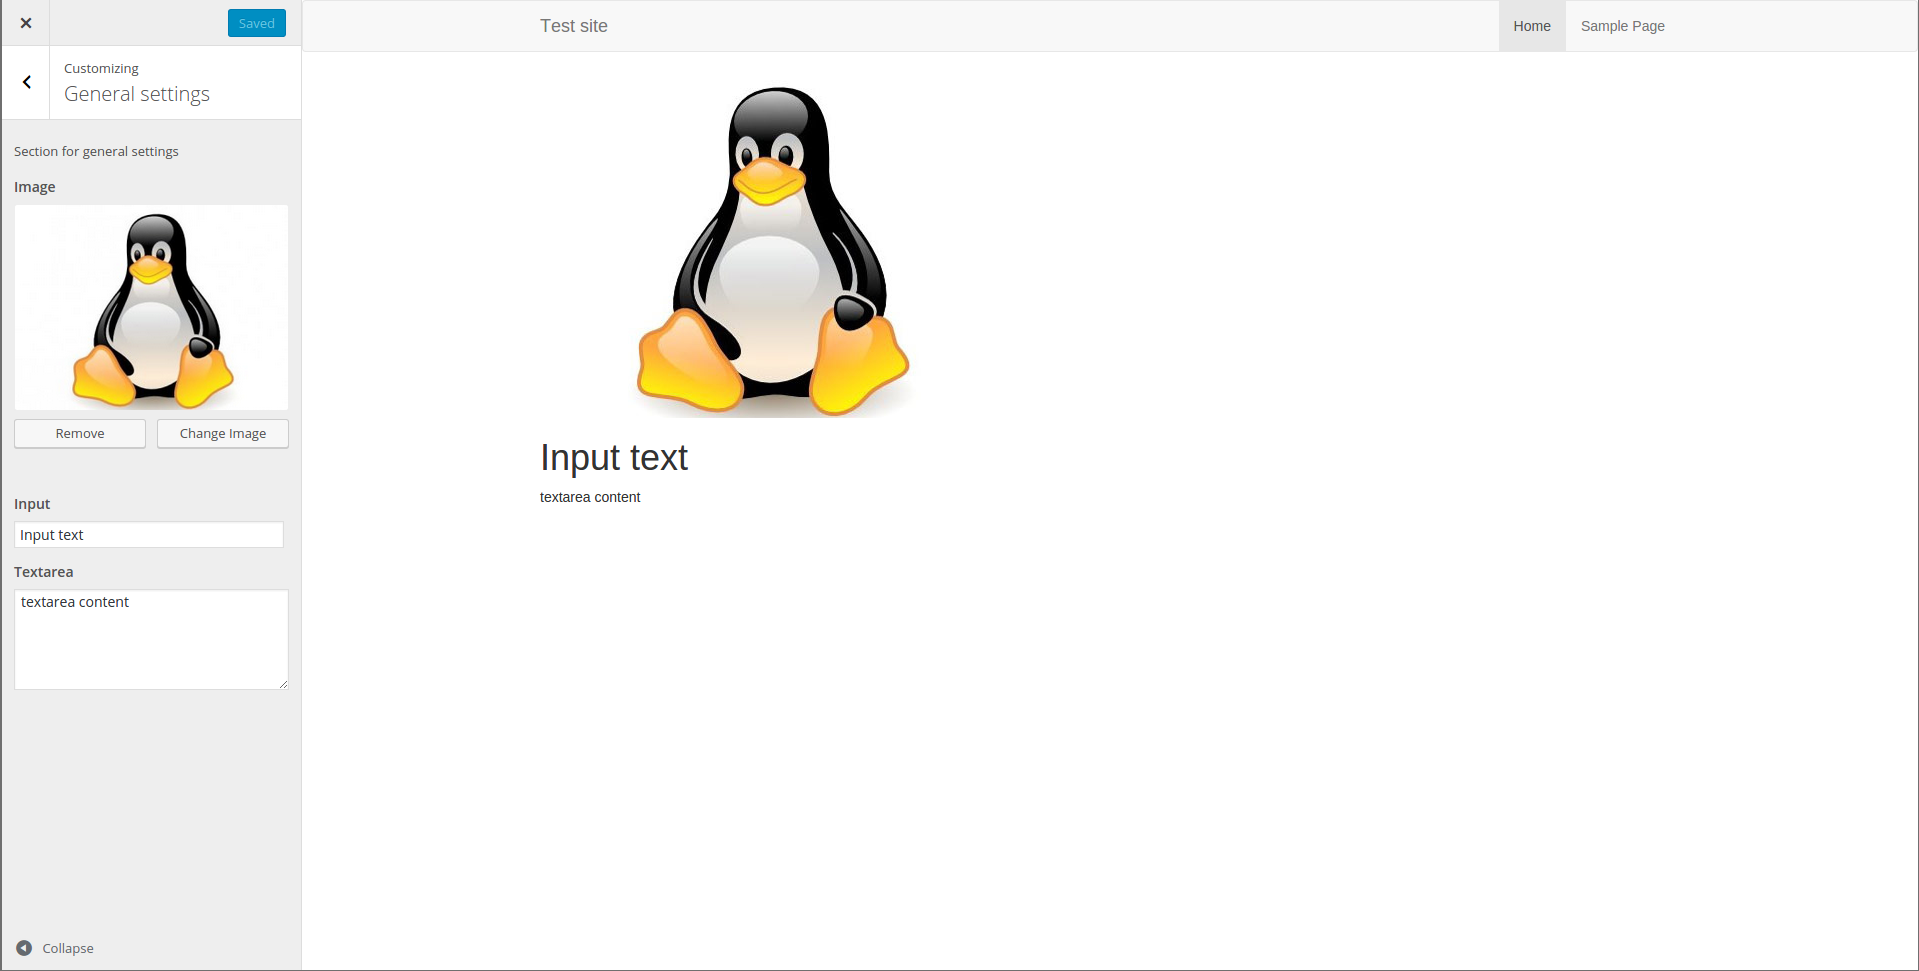 Saved
Customizing
General settings
Section for general settings
Image
Remove Change Image
Input
Input text
Textarea
textarea content
Collapse
Test site Home Sample Page
Input text
textarea content